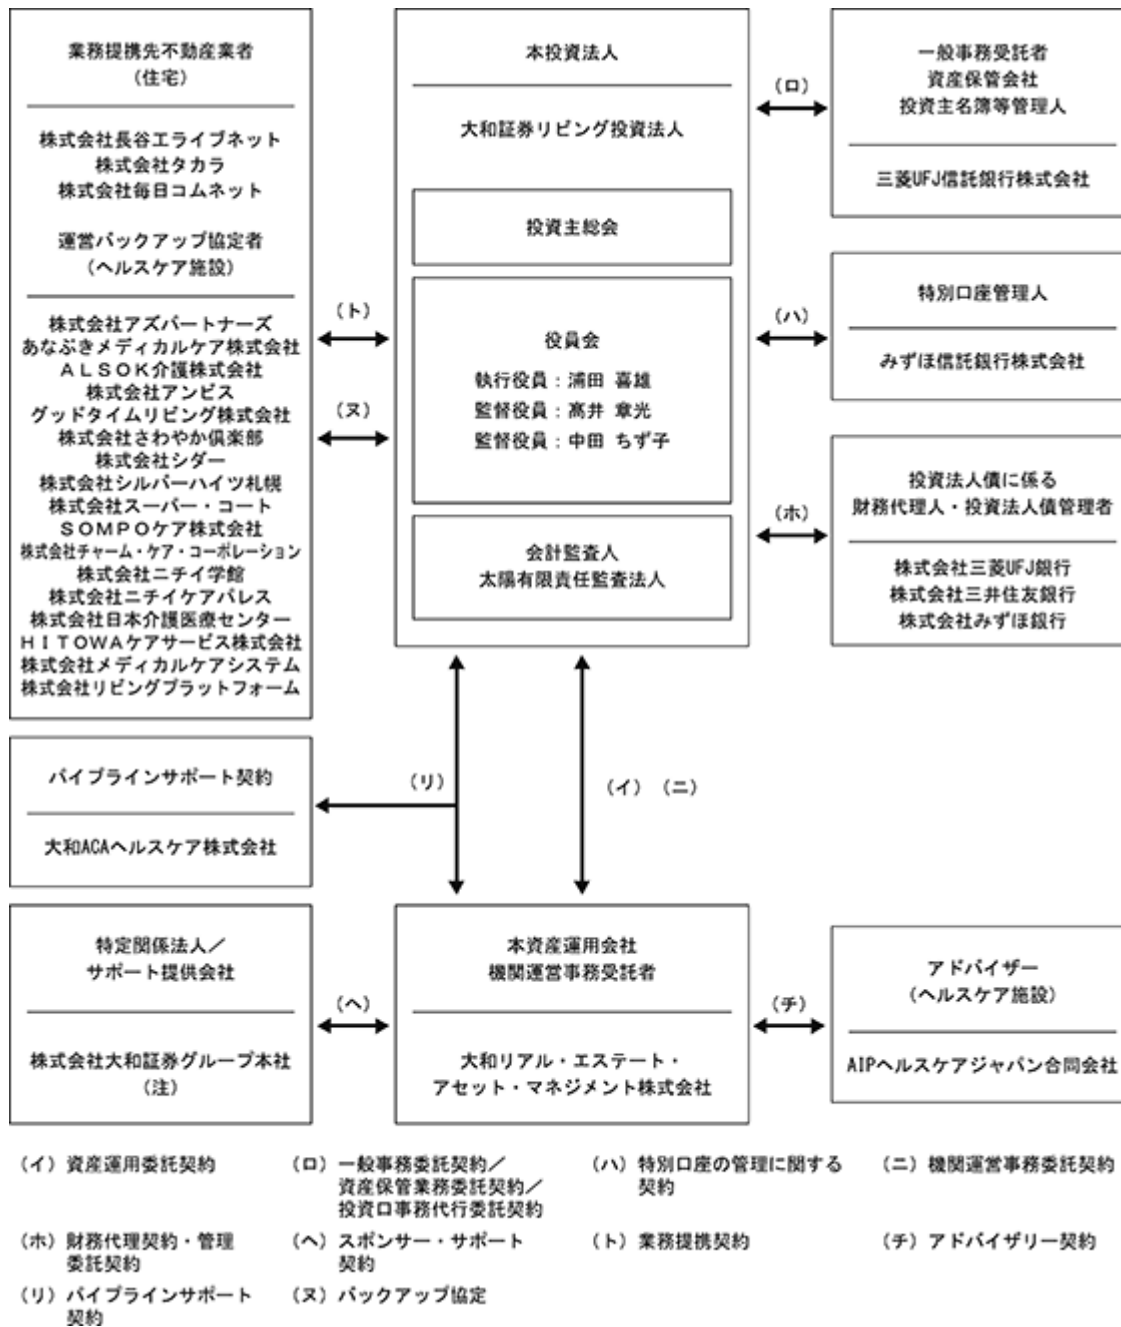 業務提携先不動産業者
（住宅）
株式会社長谷工ライブネット
株式会社タカラ
株式会社毎日コムネット
運営バックアップ協定者
（ヘルスケア施設）
株式会社アズパートナーズ
あなぶきメディカルケア株式会社
ＡＬＳＯＫ介護株式会社
株式会社アンビス
グッドタイムリビング株式会社
株式会社さわやか倶楽部
株式会社シダー
株式会社シルバーハイツ札幌
株式会社スーパー・コート
ＳＯＭＰＯケア株式会社
株式会社チャーム・ケア・コーポレーション
株式会社ニチイ学館
株式会社ニチイケアパレス
株式会社日本介護医療センター
ＨＩＴＯＷＡケアサービス株式会社
株式会社メディカルケアシステム
株式会社リビングプラットフォーム
（ト）
（ヌ）
本投資法人
大和証券リビング投資法人
投資主総会
役員会
執行役員：浦田 喜雄
監督役員：髙井 章光
監督役員：中田 ちず子
会計監査人
太陽有限責任監査法人
（ロ）
一般事務受託者
資産保管会社
投資主名簿等管理人
三菱UFJ信託銀行株式会社
（ハ）
特別口座管理人
みずほ信託銀行株式会社
（ホ）
投資法人債に係る
財務代理人・投資法人債管理者
株式会社三菱UFJ銀行
株式会社三井住友銀行
株式会社みずほ銀行
パイプラインサポート契約
大和ACAヘルスケア株式会社
（リ）
（イ）（ニ）
特定関係法人／
サポート提供会社
株式会社大和証券グループ本社
（注）
（ヘ）
本資産運用会社
機関運営事務受託者
大和リアル・エステート・
アセット・マネジメント株式会社
（チ）
アドバイザー
（ヘルスケア施設）
AIPヘルスケアジャパン合同会社
（イ）資産運用委託契約
（ロ）一般事務委託契約／
資産保管業務委託契約／
投資口事務代行委託契約
（ハ）特別口座の管理に関する
契約
（ニ）機関運営事務委託契約
（ホ）財務代理契約・管理
委託契約
（ヘ）スポンサー・サポート
契約
（ト）業務提携契約
（チ）アドバイザリー契約
（リ）パイプラインサポート
契約
（ヌ）バックアップ協定